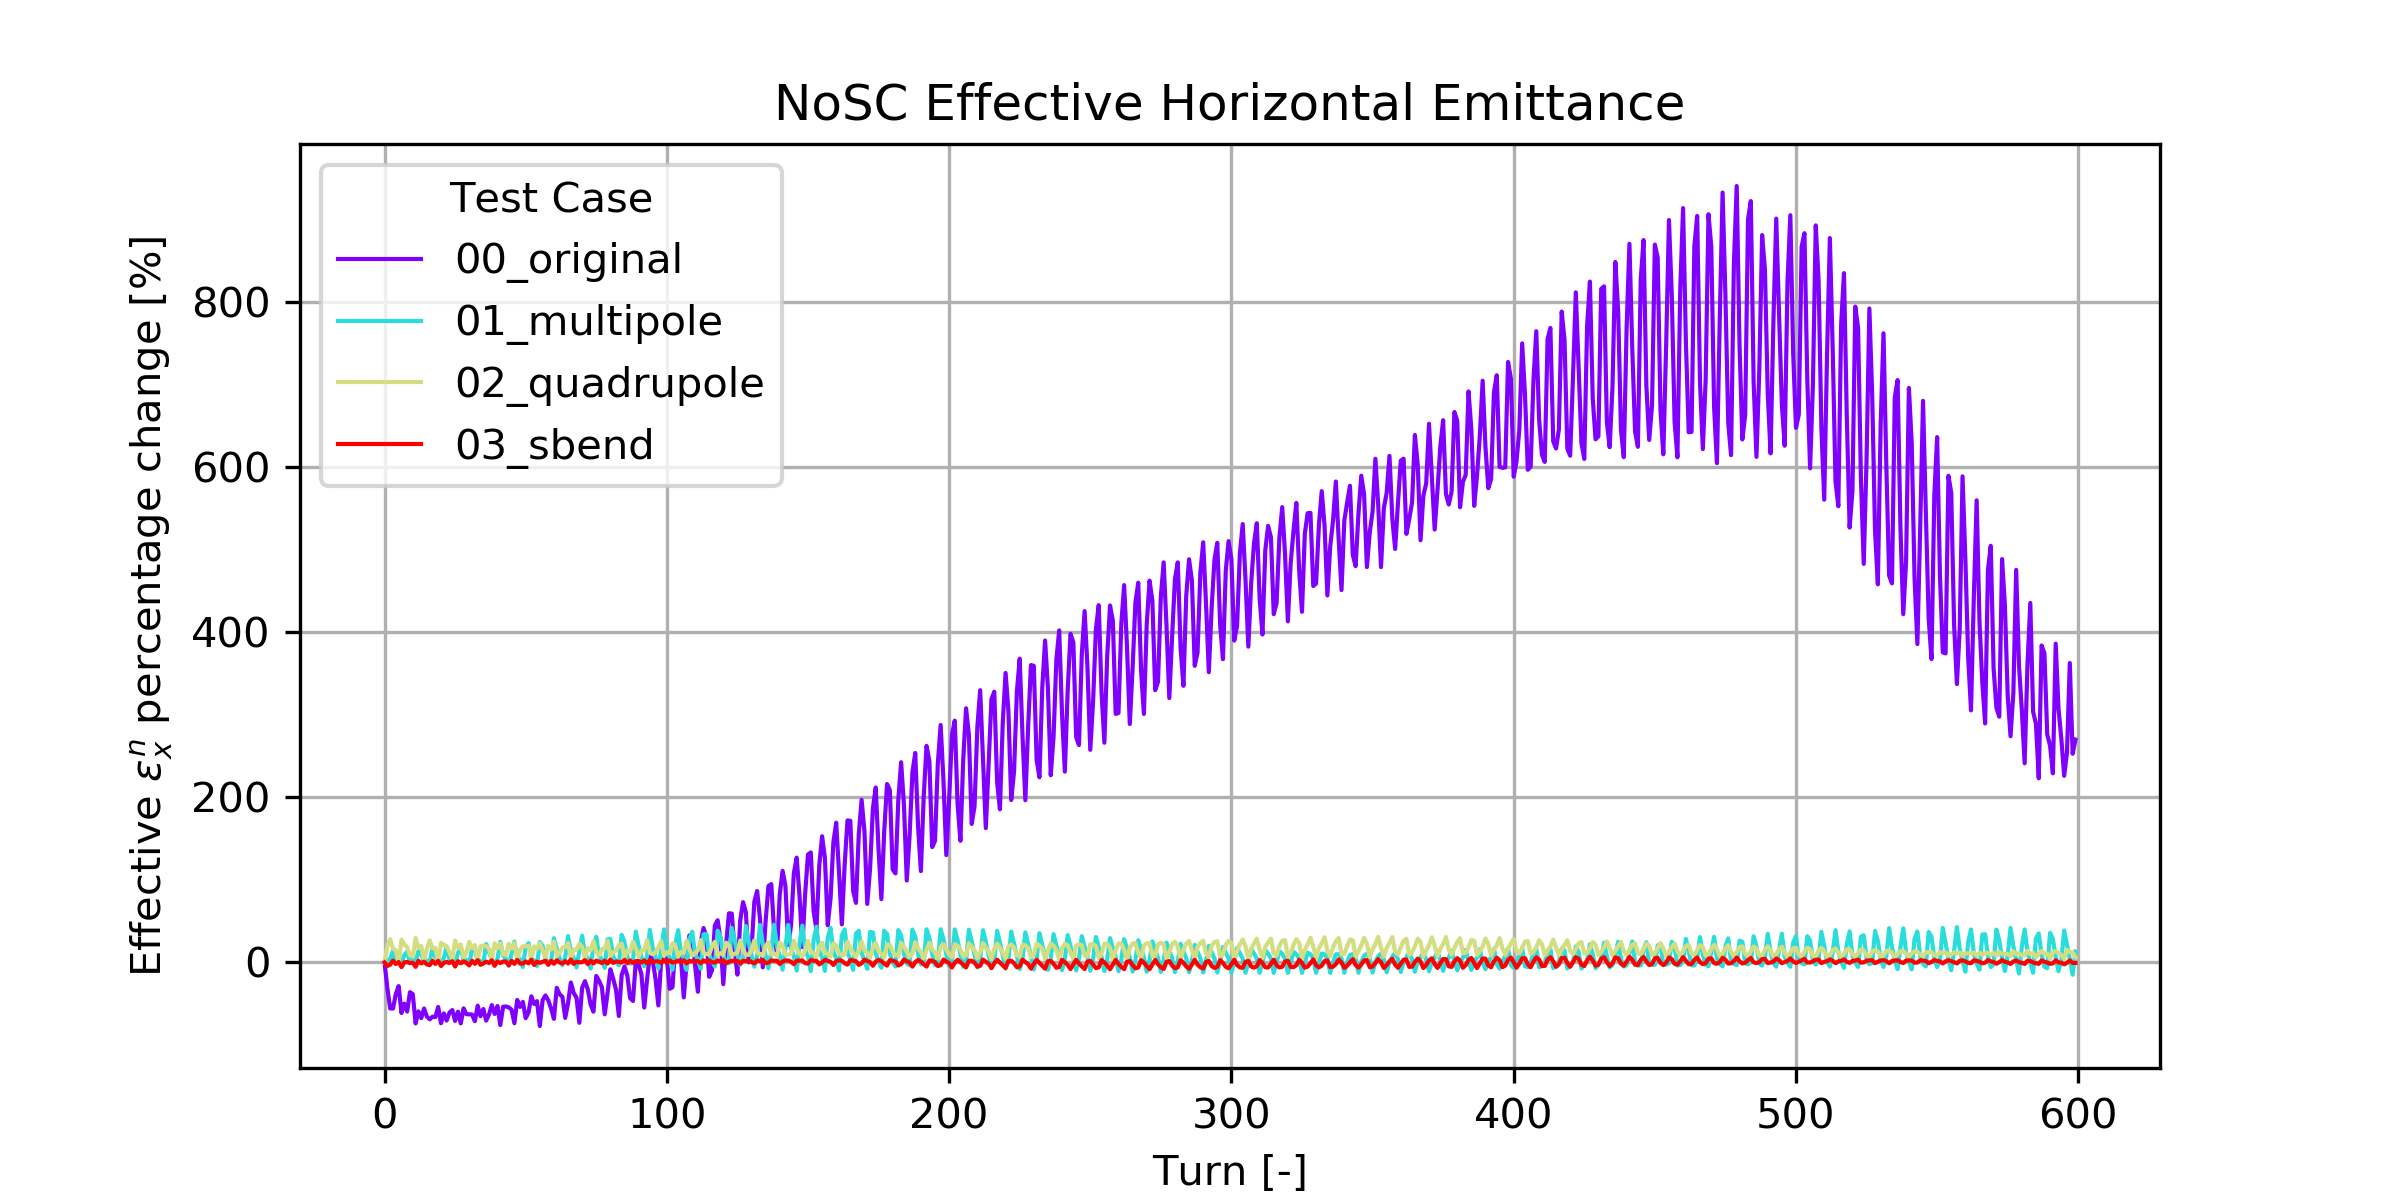 NoSC Effective Horizontal Emittance
Effective εₓⁿ percentage change [%]
800
600
400
200
0
Test Case
00_original
01_multipole
02_quadrupole
03_sbend
0 100 200 300 400 500 600
Turn [-]